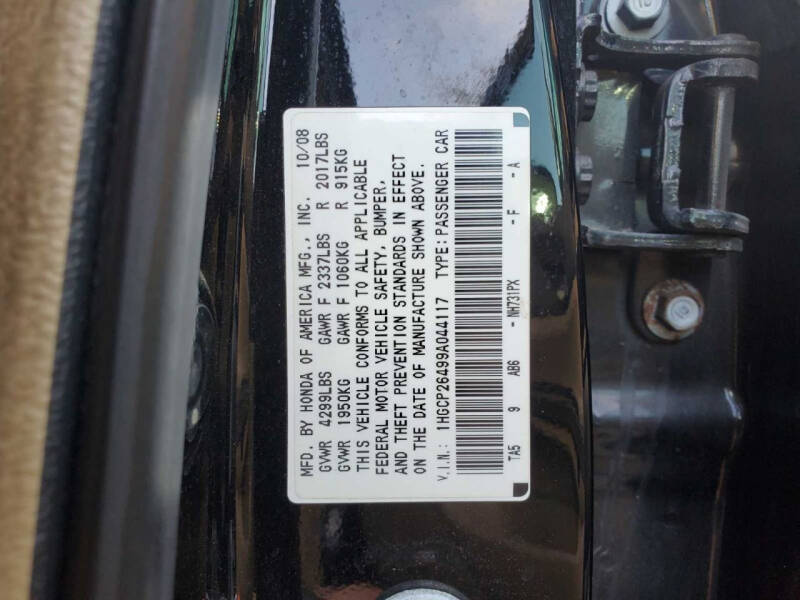 MFD. BY HONDA OF AMERICA MFG., INC. 10/08
GVWR 4299LBS GAWR F 2337LBS R 2017LBS
GVWR 1950KG GAWR F 1060KG R 915KG
THIS VEHICLE CONFORMS TO ALL APPLICABLE
FEDERAL MOTOR VEHICLE SAFETY, BUMPER,
AND THEFT PREVENTION STANDARDS IN EFFECT
ON THE DATE OF MANUFACTURE SHOWN ABOVE.
V.I.N.: 1HGCP26499A044117 TYPE: PASSENGER CAR
TA5 9 AB6 - NH731PX - F - A